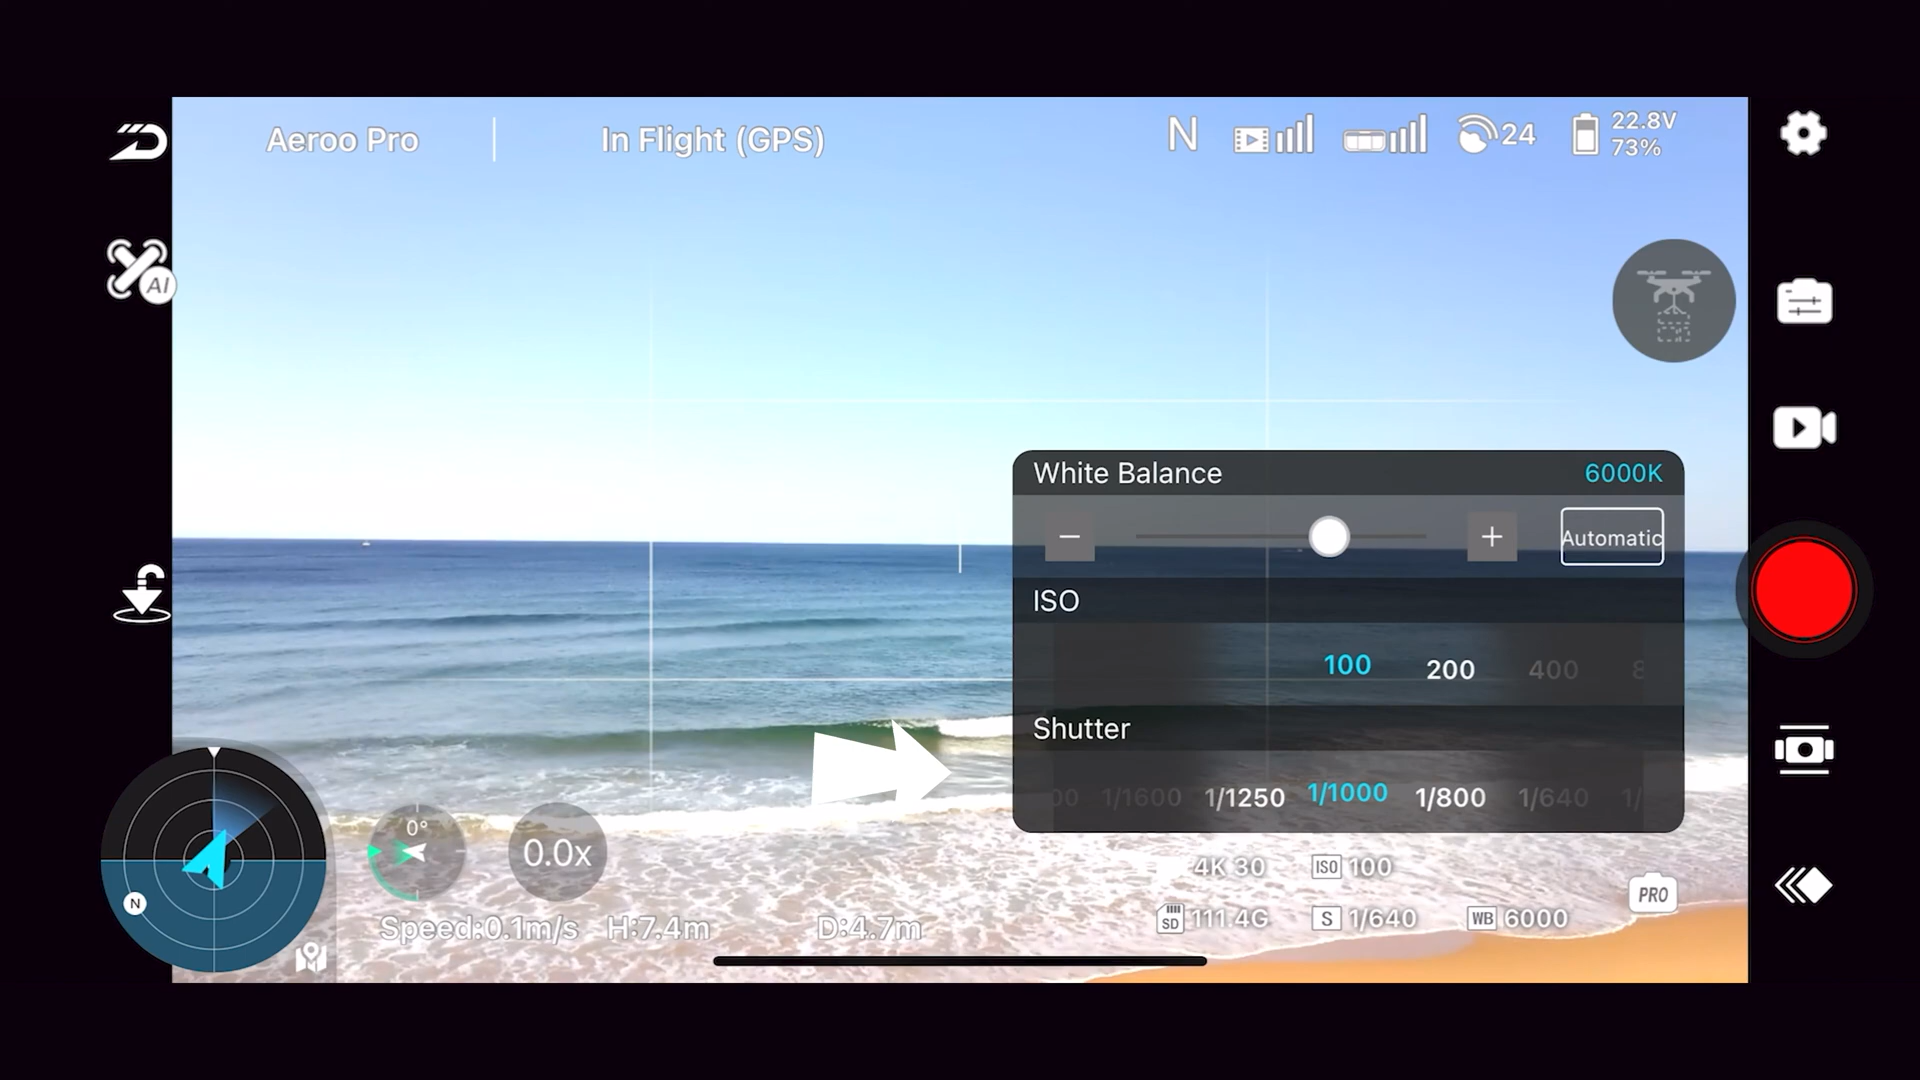 Aeroo Pro
In Flight (GPS)
N
24
22.8V
73%
AI
White Balance
6000K
Automatic
ISO
100 200 400
Shutter
1/1600 1/1250 1/1000 1/800 1/640
0°
0.0x
N
Speed:0.1m/s H:7.4m D:4.7m
4K 30
ISO 100
SD 111.4G
S 1/640
WB 6000
PRO